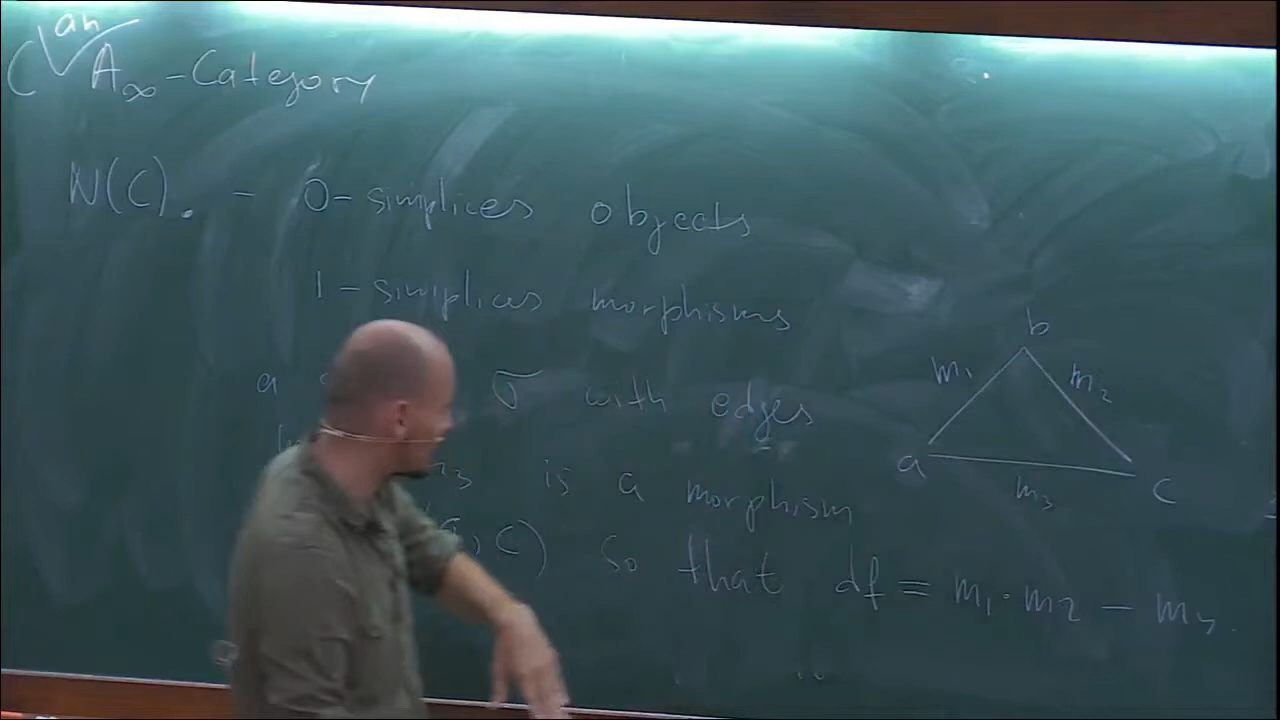 an
C A∞-Category
N(C). - 0-simplices objects
1-simplices morphisms
a σ with edges
m3 is a morphism
, C) so that df = m1·m2 - m3.
b
m1 m2
a c
m3